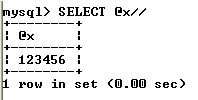 mysql> SELECT @x//
+--------+
| @x     |
+--------+
| 123456 |
+--------+
1 row in set (0.00 sec)